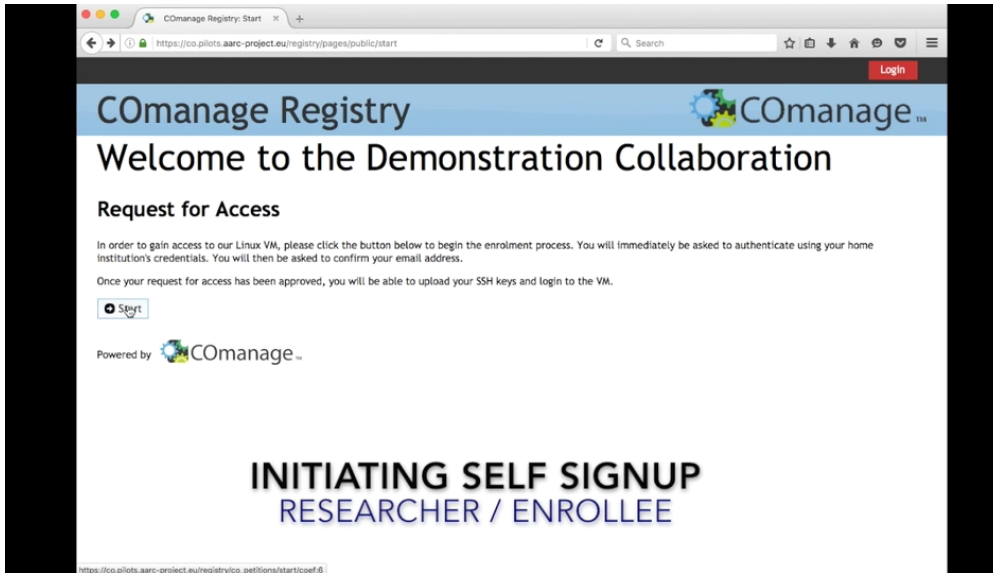 COmanage Registry: Start
https://co.pilots.aarc-project.eu/registry/pages/public/start
Search
Login
COmanage Registry
COmanage TM
Welcome to the Demonstration Collaboration
Request for Access
In order to gain access to our Linux VM, please click the button below to begin the enrolment process. You will immediately be asked to authenticate using your home
institution's credentials. You will then be asked to confirm your email address.
Once your request for access has been approved, you will be able to upload your SSH keys and login to the VM.
Start
Powered by COmanage TM
INITIATING SELF SIGNUP
RESEARCHER / ENROLLEE
https://co.pilots.aarc-project.eu/registry/co_petitions/start/coef:6